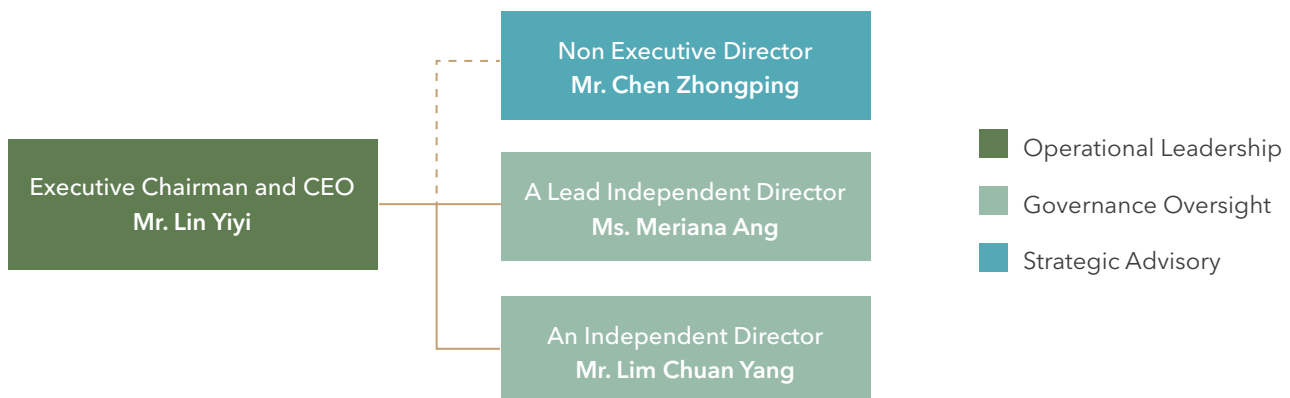 Non Executive Director
Mr. Chen Zhongping
Executive Chairman and CEO
Mr. Lin Yiyi
A Lead Independent Director
Ms. Meriana Ang
An Independent Director
Mr. Lim Chuan Yang
Operational Leadership
Governance Oversight
Strategic Advisory